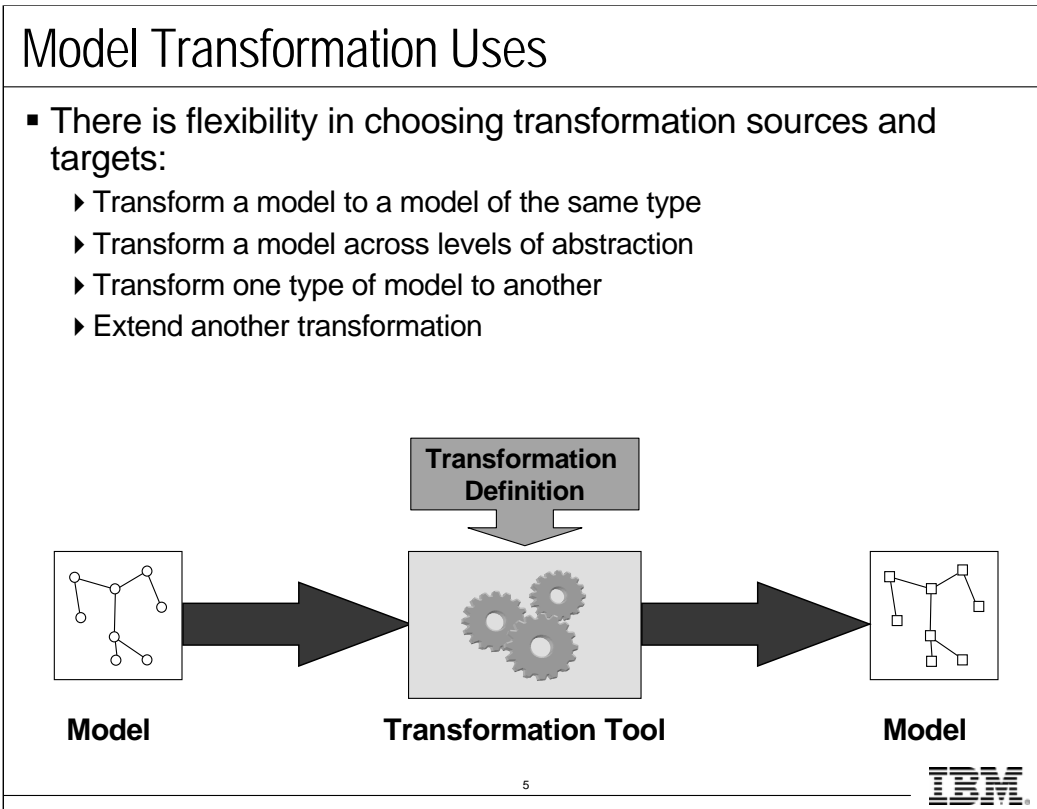 Model Transformation Uses
▪ There is flexibility in choosing transformation sources and
targets:
Transform a model to a model of the same type
Transform a model across levels of abstraction
Transform one type of model to another
Extend another transformation
Transformation
Definition
Model
Transformation Tool
Model
5
IBM.